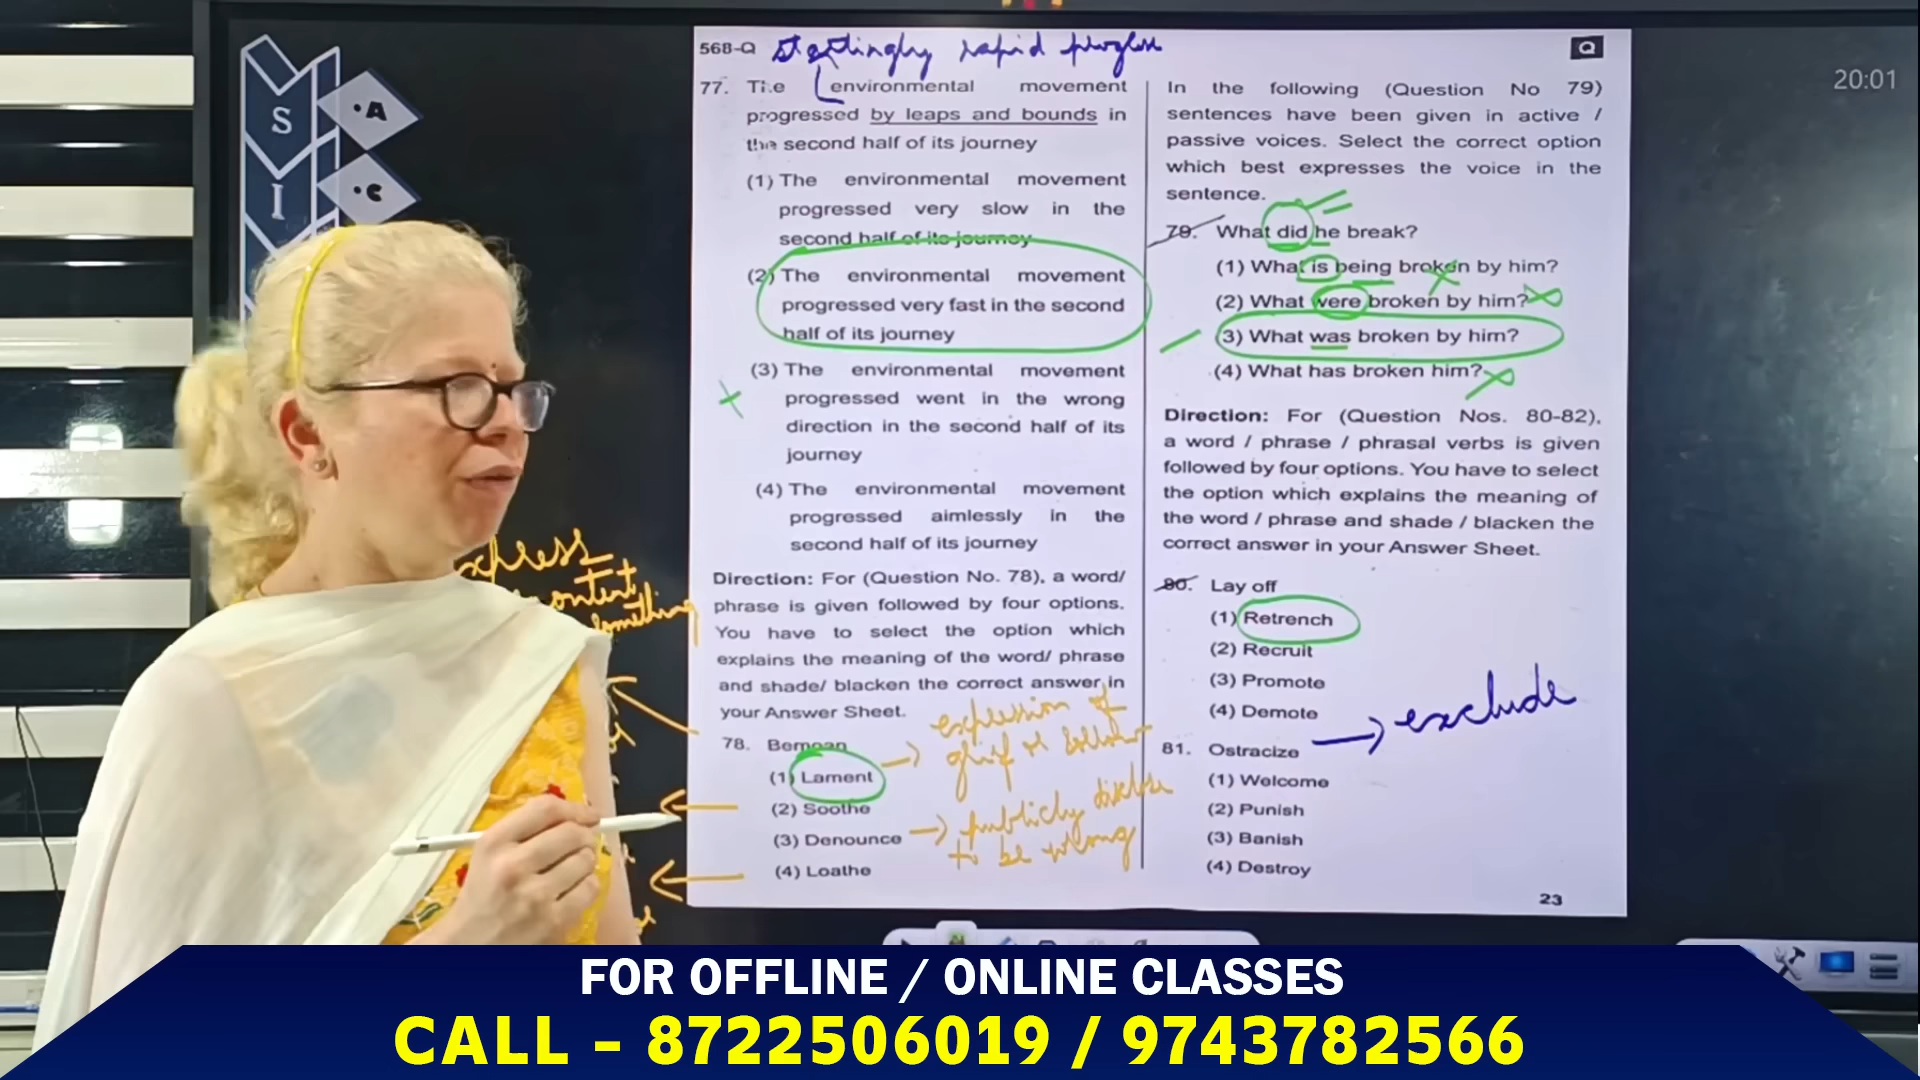 568-Q startingly rapid progless
Q
20:01
S
I
.A
.C
77. The environmental movement
progressed by leaps and bounds in
the second half of its journey
(1) The environmental movement
progressed very slow in the
second half of its journey
(2) The environmental movement
progressed very fast in the second
half of its journey
(3) The environmental movement
progressed went in the wrong
direction in the second half of its
journey
(4) The environmental movement
progressed aimlessly in the
second half of its journey
Direction: For (Question No. 78), a word/
phrase is given followed by four options.
You have to select the option which
explains the meaning of the word/ phrase
and shade/ blacken the correct answer in
your Answer Sheet.
78. Bemoan
(1) Lament
(2) Soothe
(3) Denounce
(4) Loathe
expression of
grief or
publicly disclose
to be wrong
something
In the following (Question No 79)
sentences have been given in active /
passive voices. Select the correct option
which best expresses the voice in the
sentence.
79. What did he break?
(1) What is being broken by him?
(2) What were broken by him?
3) What was broken by him?
(4) What has broken him?
Direction: For (Question Nos. 80-82),
a word / phrase / phrasal verbs is given
followed by four options. You have to select
the option which explains the meaning of
the word / phrase and shade / blacken the
correct answer in your Answer Sheet.
80. Lay off
(1) Retrench
(2) Recruit
(3) Promote
(4) Demote
81. Ostracize → exclude
(1) Welcome
(2) Punish
(3) Banish
(4) Destroy
23
FOR OFFLINE / ONLINE CLASSES
CALL – 8722506019 / 9743782566